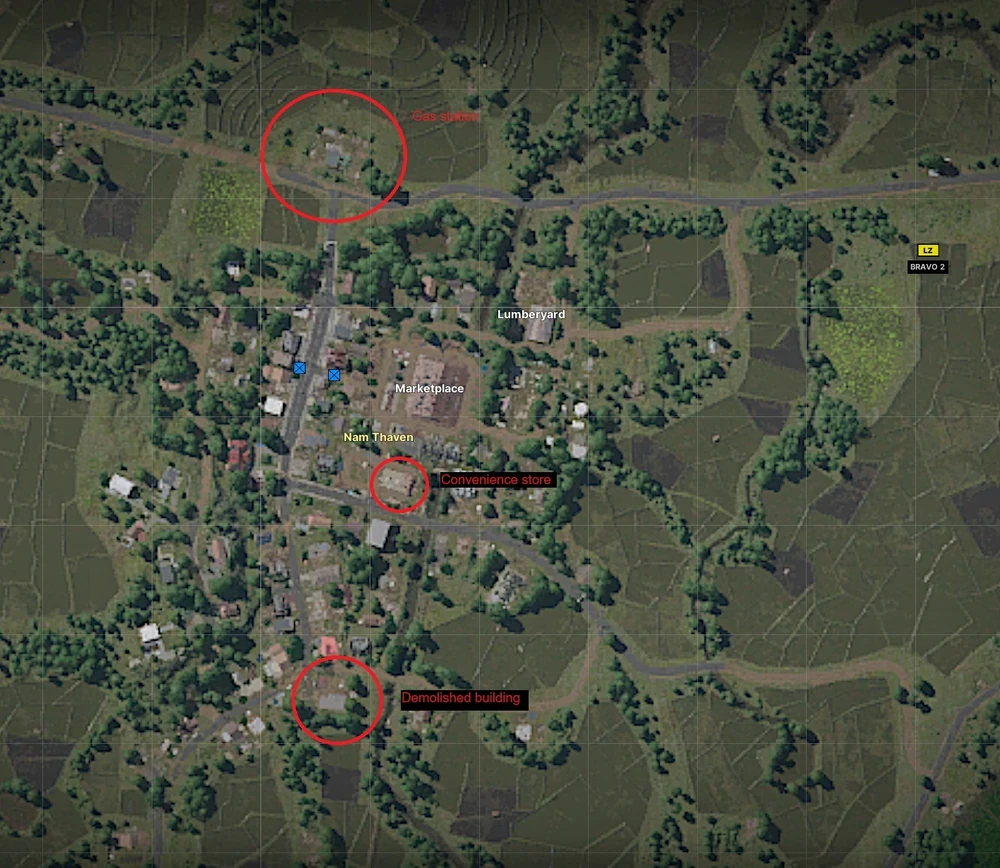 Gas station
LZ
BRAVO 2
Lumberyard
Marketplace
Nam Thaven
Convenience store
Demolished building